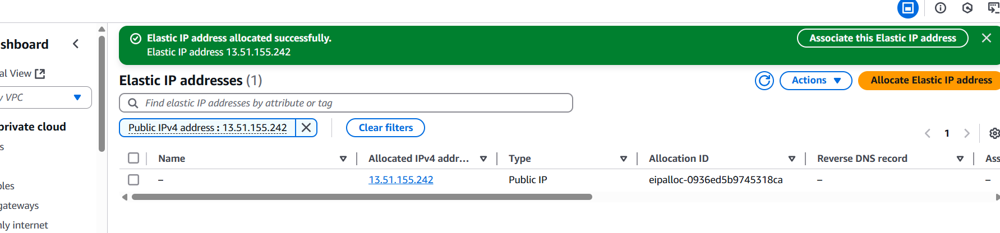 shboard
Elastic IP address allocated successfully.
Associate this Elastic IP address
Elastic IP address 13.51.155.242
al View
Elastic IP addresses (1)
Actions
Allocate Elastic IP address
y VPC
Find elastic IP addresses by attribute or tag
private cloud
Public IPv4 address : 13.51.155.242
Clear filters
1
s
Name
Allocated IPv4 addr...
Type
Allocation ID
Reverse DNS record
Ass
–
13.51.155.242
Public IP
eipalloc-0936ed5b9745318ca
–
–
bles
gateways
nly internet